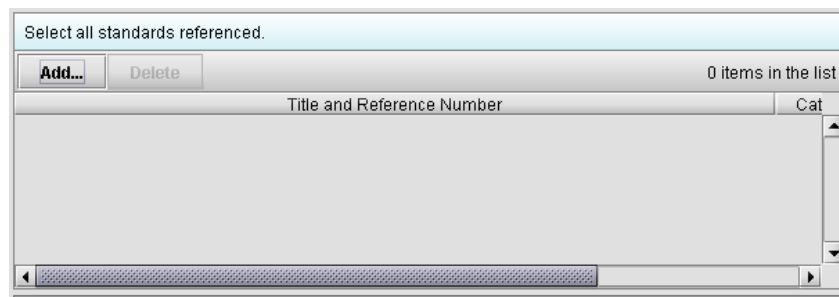 Select all standards referenced.
Add... Delete 0 items in the list
Title and Reference Number Cat